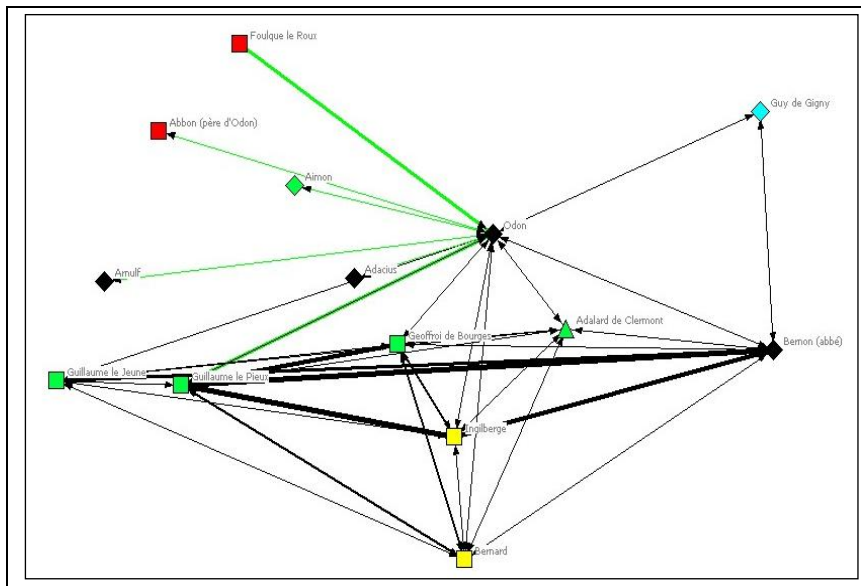 Foulque le Roux
Guy de Gigny
Abbon (père d'Odon)
Aimon
Odon
Arnulf
Adacius
Adalard de Clermont
Geoffroi de Bourges
Bernon (abbé)
Guillaume le Jeune
Guillaume le Pieux
Ingilberge
Bernard